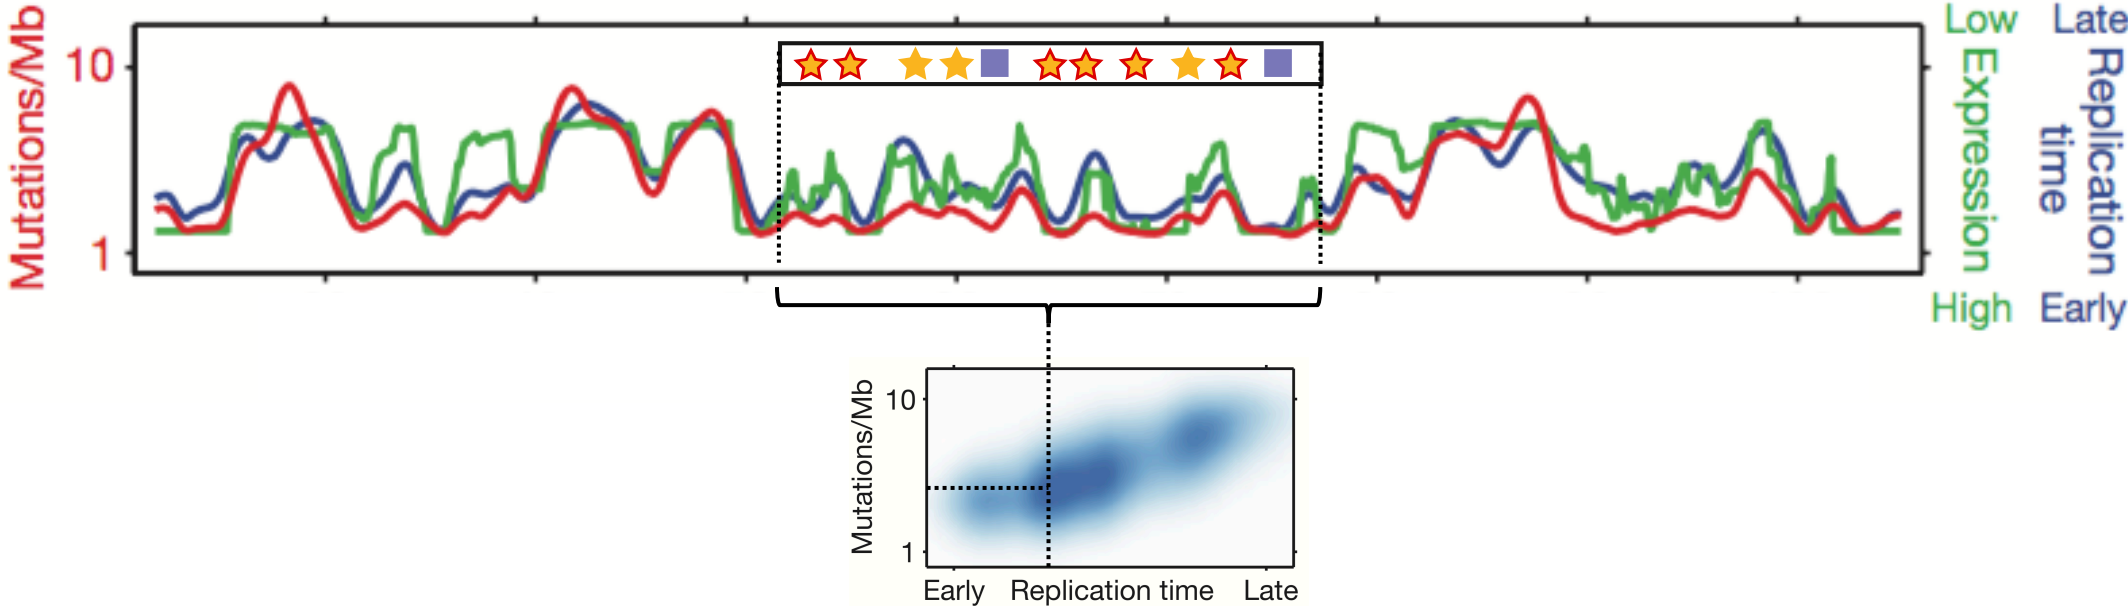 Mutations/Mb
10
1
Low
Expression
High
Late
Replication
time
Early
Mutations/Mb
10
1
Early
Replication time
Late